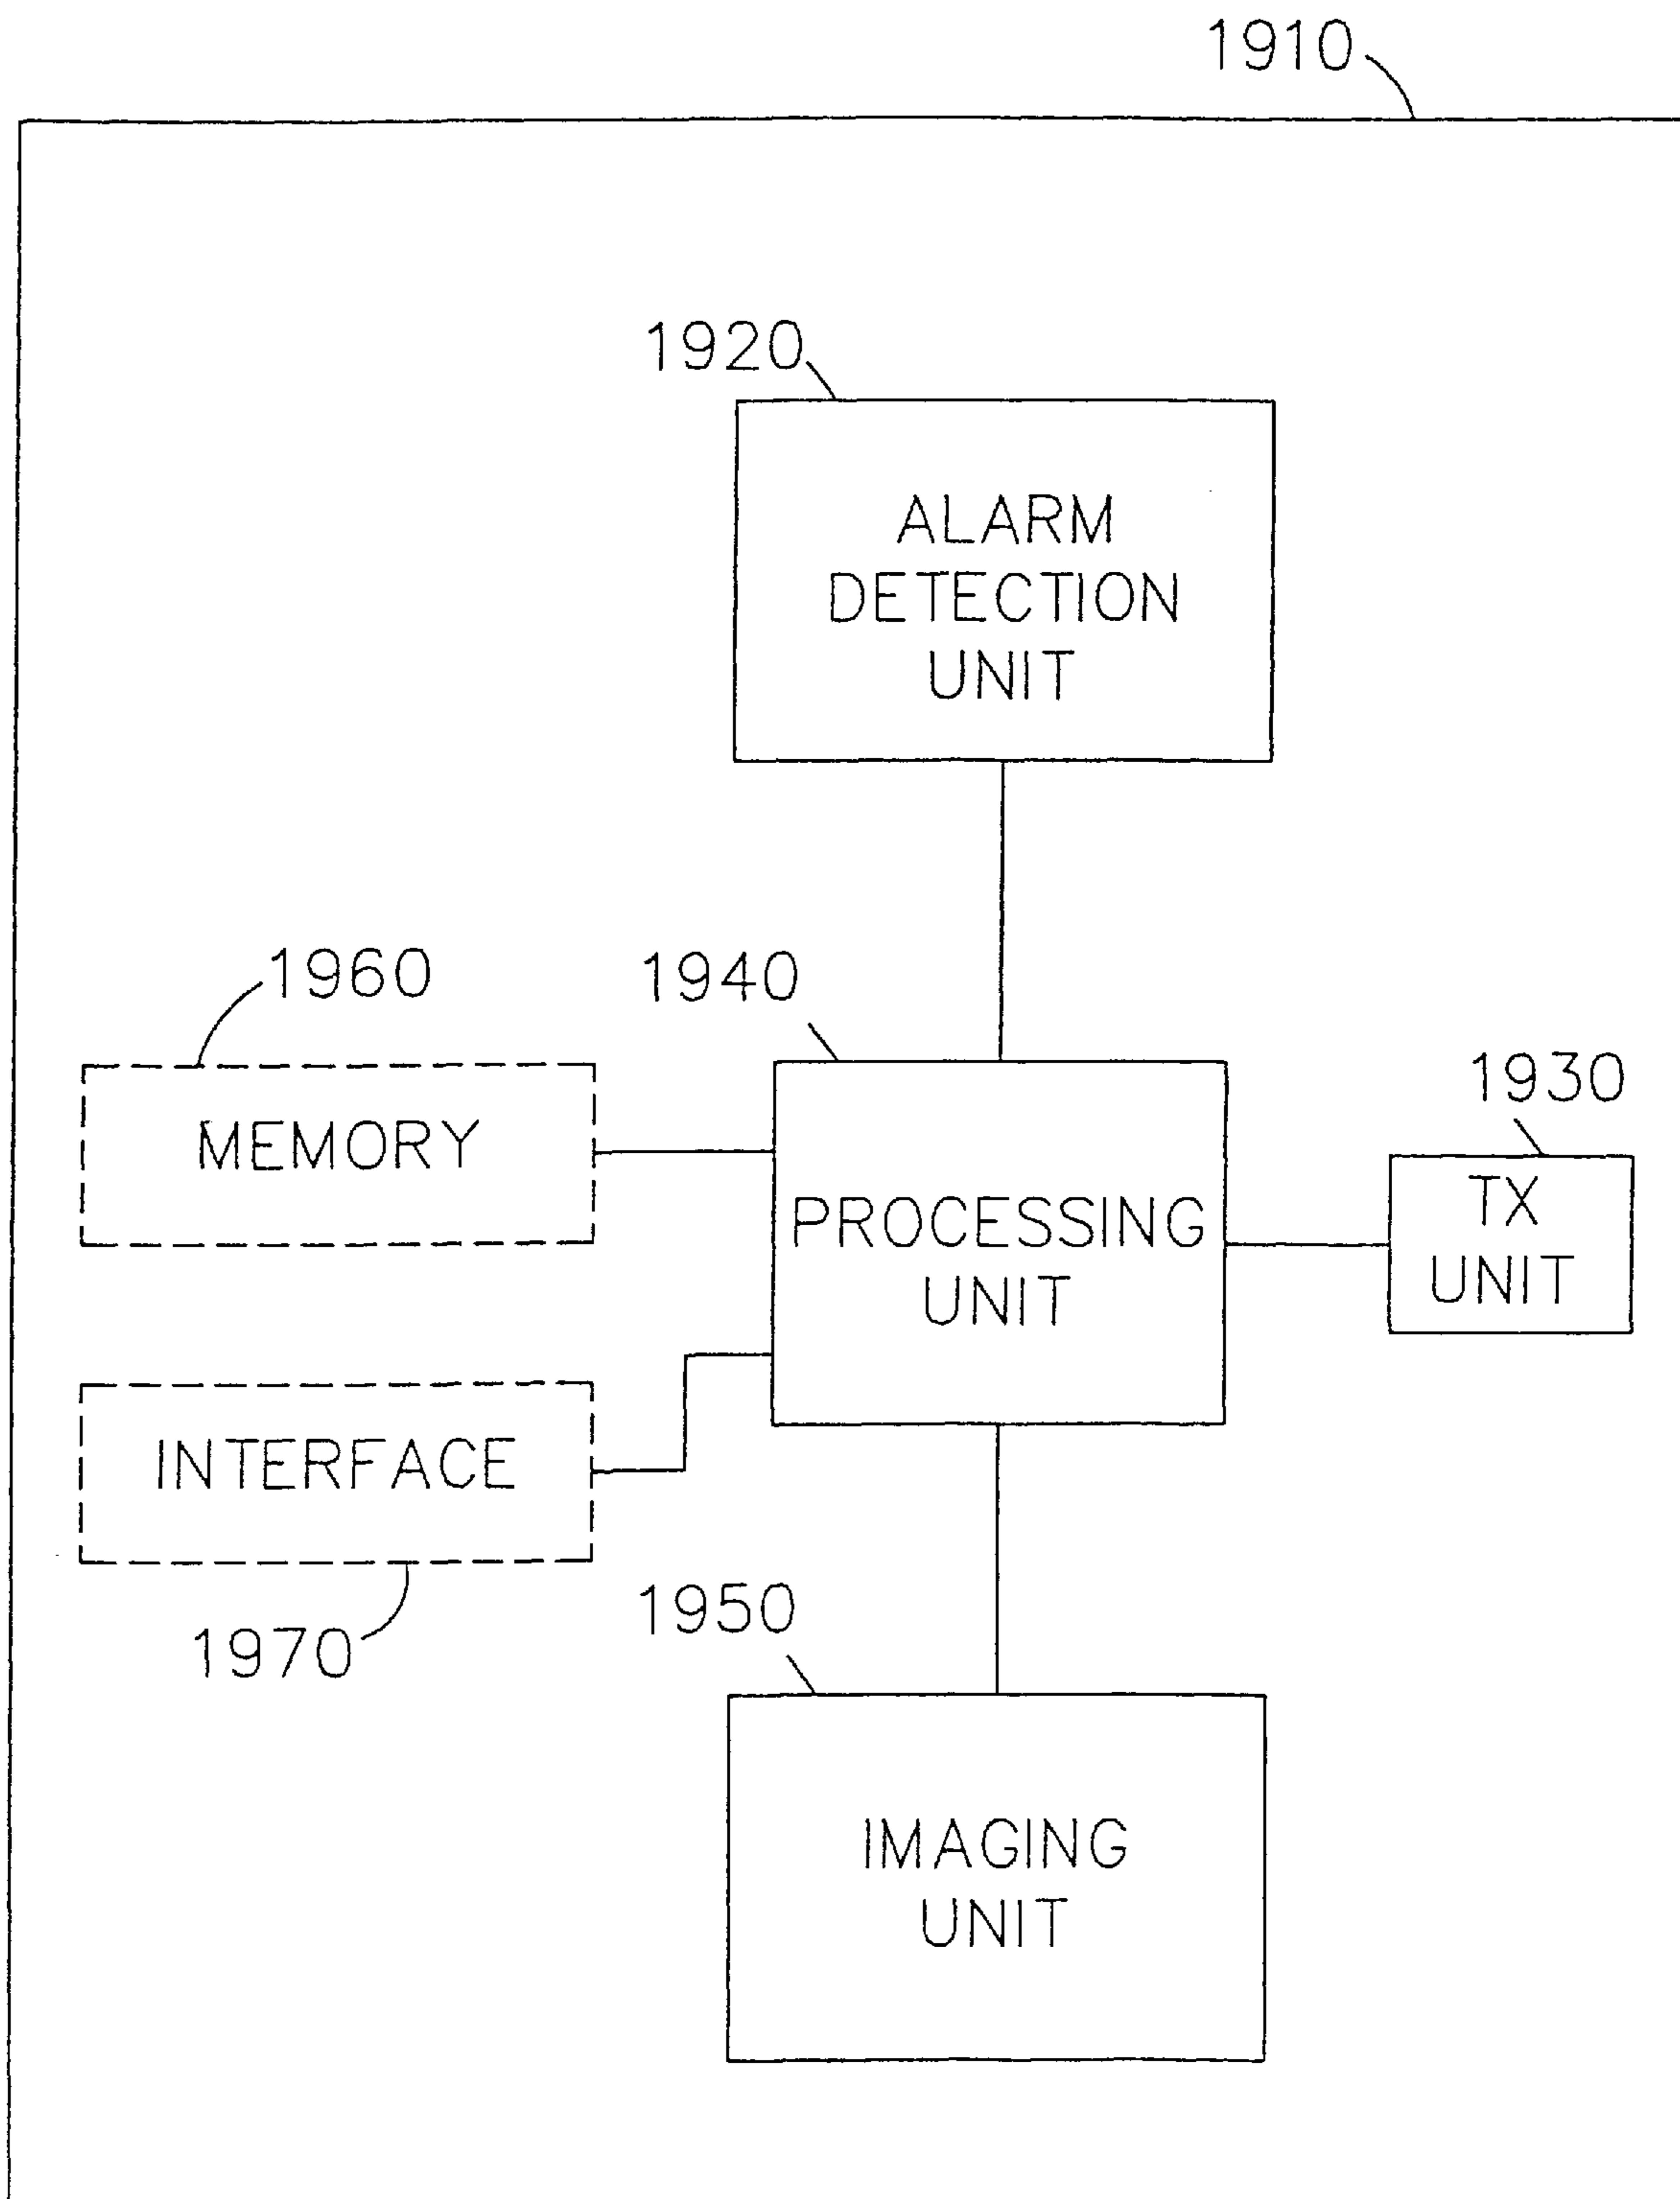 1910
1920
ALARM
DETECTION
UNIT
1960
1940
1930
MEMORY
PROCESSING
UNIT
TX
UNIT
INTERFACE
1970
1950
IMAGING
UNIT